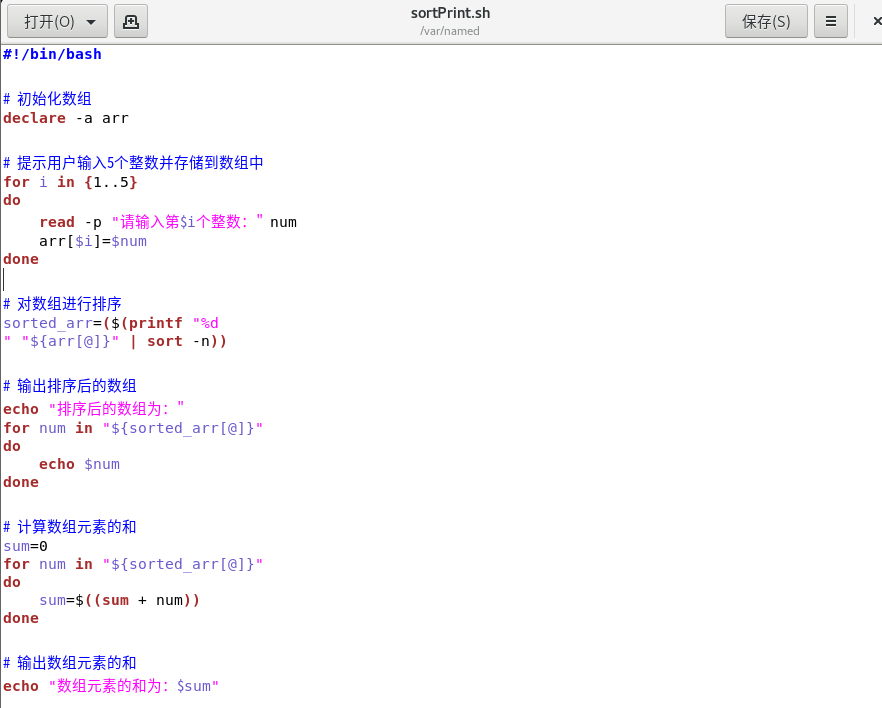 打开(O)
sortPrint.sh
/var/named
保存(S)
#!/bin/bash
# 初始化数组
declare -a arr
# 提示用户输入5个整数并存储到数组中
for i in {1..5}
do
    read -p "请输入第$i个整数：" num
    arr[$i]=$num
done
# 对数组进行排序
sorted_arr=($(printf "%d
" "${arr[@]}" | sort -n))
# 输出排序后的数组
echo "排序后的数组为："
for num in "${sorted_arr[@]}"
do
    echo $num
done
# 计算数组元素的和
sum=0
for num in "${sorted_arr[@]}"
do
    sum=$((sum + num))
done
# 输出数组元素的和
echo "数组元素的和为：$sum"